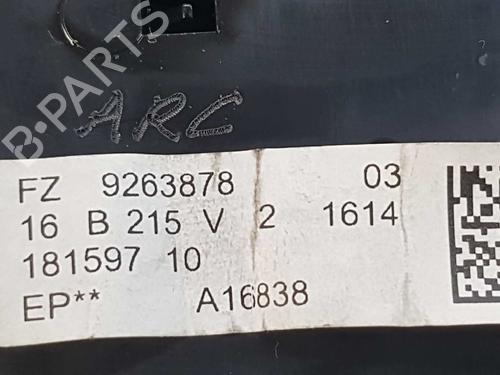 ARC
B-PARTS
FZ 9263878 03
16 B 215 V 2 1614
181597 10
EP** A16838